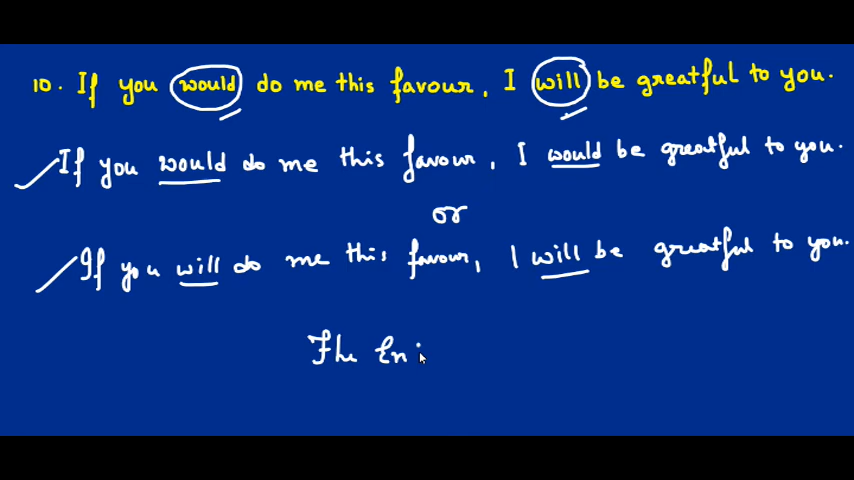 10. If you would do me this favour, I will be greatful to you.
If you would do me this favour, I would be greatful to you.
or
If you will do me this favour, I will be greatful to you.
The En